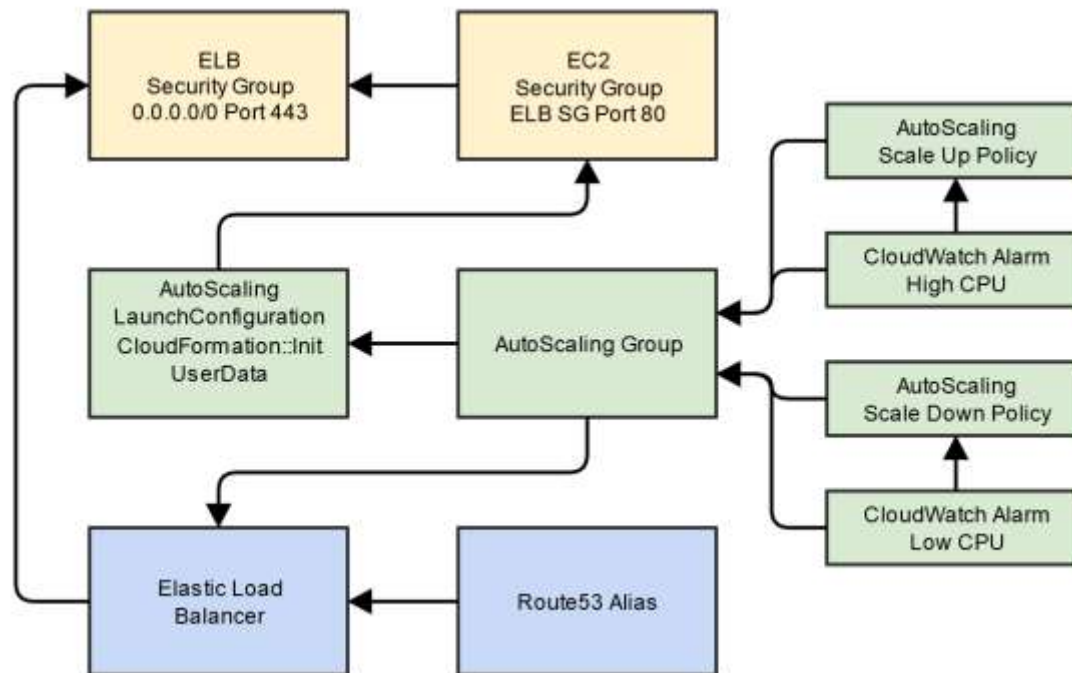 ELB
Security Group
0.0.0.0/0 Port 443
EC2
Security Group
ELB SG Port 80
AutoScaling
Scale Up Policy
CloudWatch Alarm
High CPU
AutoScaling
LaunchConfiguration
CloudFormation::Init
UserData
AutoScaling Group
AutoScaling
Scale Down Policy
CloudWatch Alarm
Low CPU
Elastic Load
Balancer
Route53 Alias